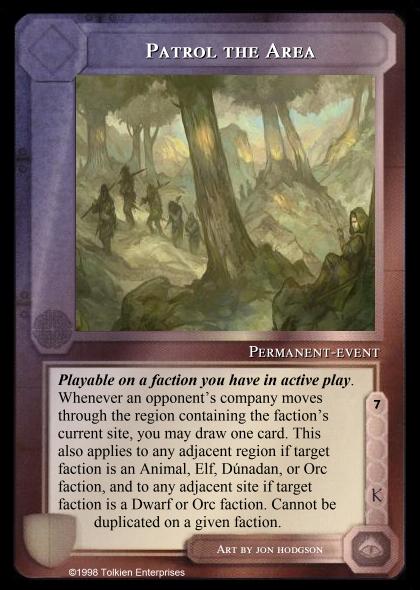 Patrol the Area
Permanent-event
Playable on a faction you have in active play.
Whenever an opponent's company moves
through the region containing the faction's
current site, you may draw one card. This
also applies to any adjacent region if target
faction is an Animal, Elf, Dúnadan, or Orc
faction, and to any adjacent site if target
faction is a Dwarf or Orc faction. Cannot be
duplicated on a given faction.
7
K
Art by Jon Hodgson
©1998 Tolkien Enterprises